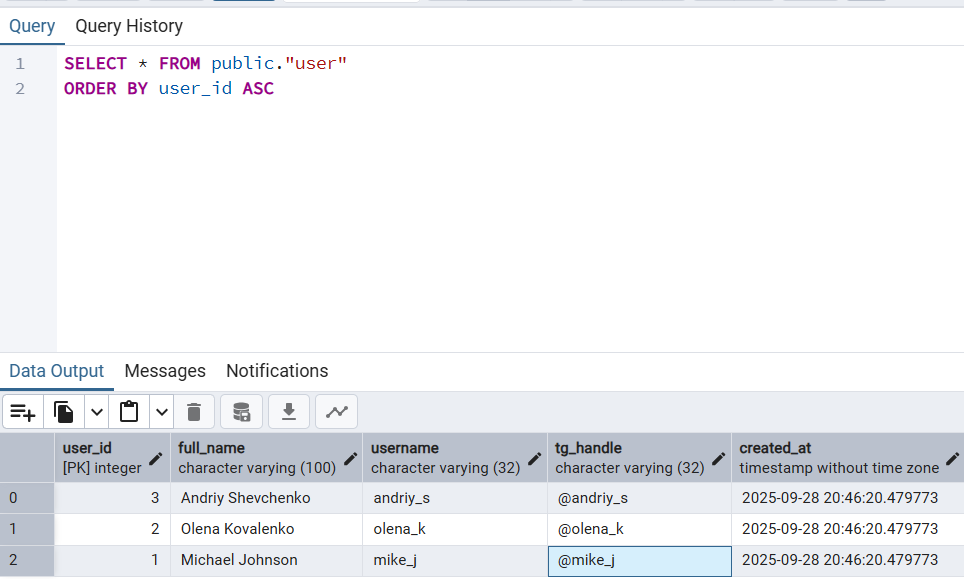 Query Query History
1 SELECT * FROM public."user"
2 ORDER BY user_id ASC
Data Output Messages Notifications
user_id full_name username tg_handle created_at
[PK] integer character varying (100) character varying (32) character varying (32) timestamp without time zone
0 3 Andriy Shevchenko andriy_s @andriy_s 2025-09-28 20:46:20.479773
1 2 Olena Kovalenko olena_k @olena_k 2025-09-28 20:46:20.479773
2 1 Michael Johnson mike_j @mike_j 2025-09-28 20:46:20.479773